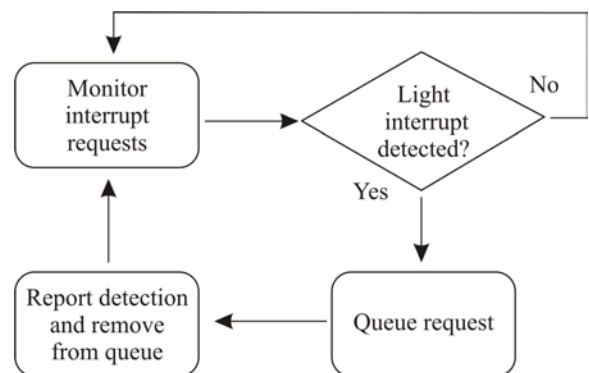 Monitor
interrupt
requests
Light
interrupt
detected?
No
Yes
Report detection
and remove
from queue
Queue request